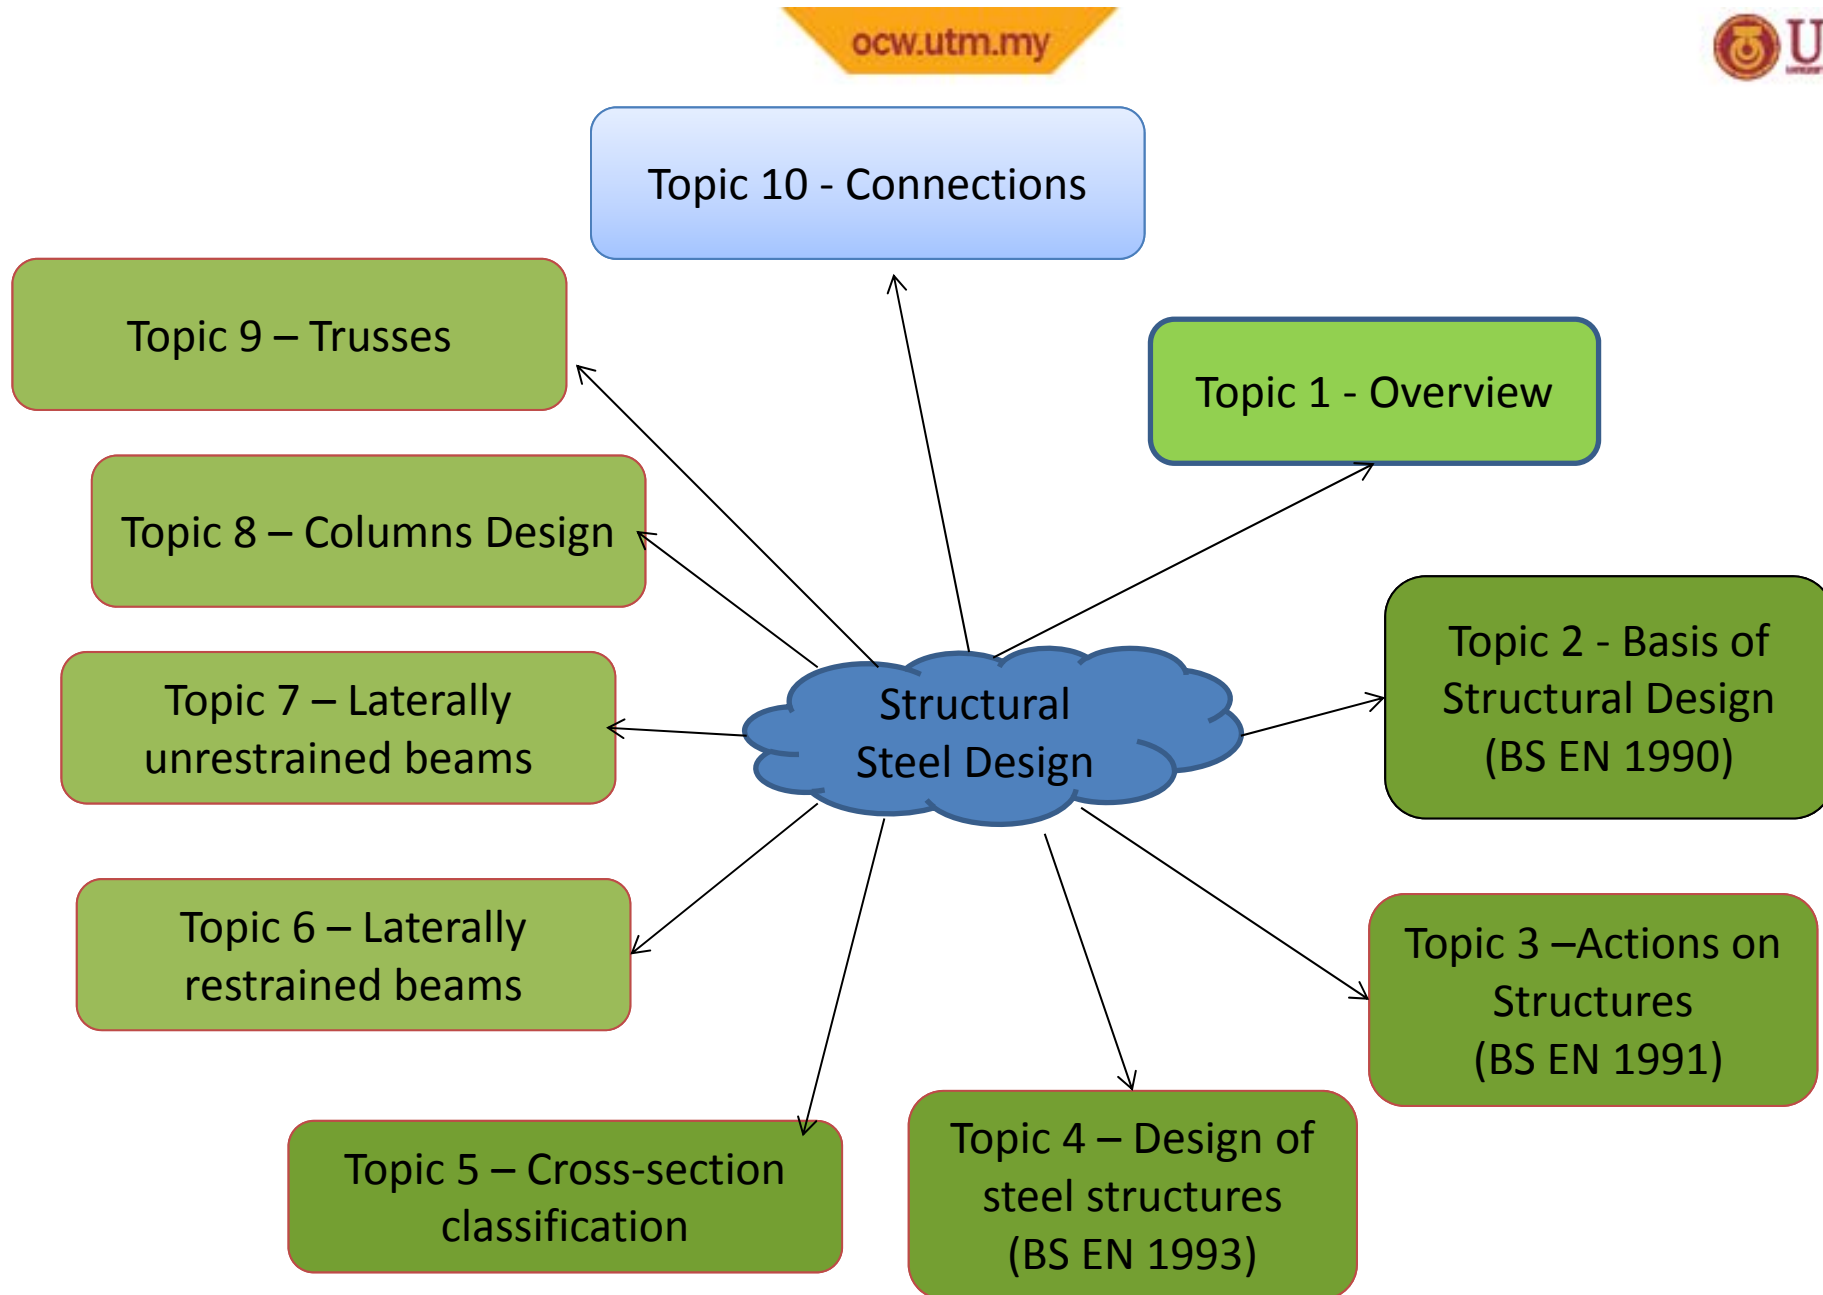 ocw.utm.my
U
Topic 10 - Connections
Topic 9 – Trusses
Topic 1 - Overview
Topic 8 – Columns Design
Topic 2 - Basis of
Structural Design
(BS EN 1990)
Topic 7 – Laterally
unrestrained beams
Structural
Steel Design
Topic 6 – Laterally
restrained beams
Topic 3 –Actions on
Structures
(BS EN 1991)
Topic 5 – Cross-section
classification
Topic 4 – Design of
steel structures
(BS EN 1993)